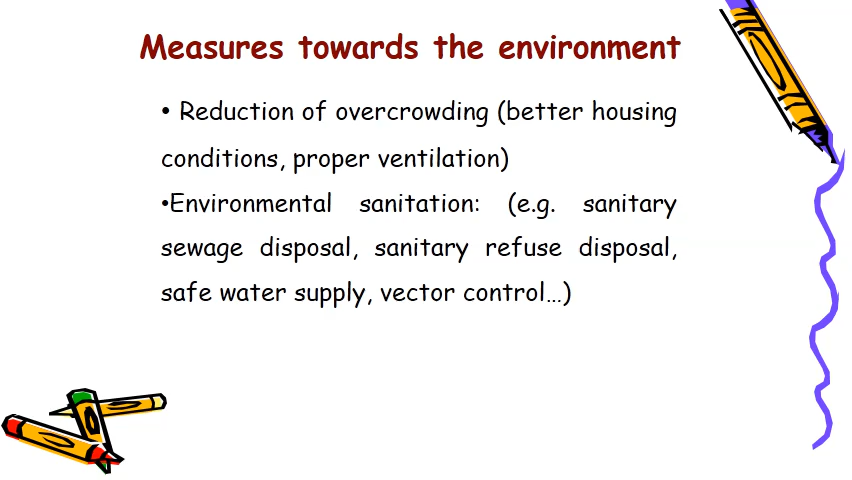 Measures towards the environment
• Reduction of overcrowding (better housing
conditions, proper ventilation)
•Environmental sanitation: (e.g. sanitary
sewage disposal, sanitary refuse disposal,
safe water supply, vector control…)